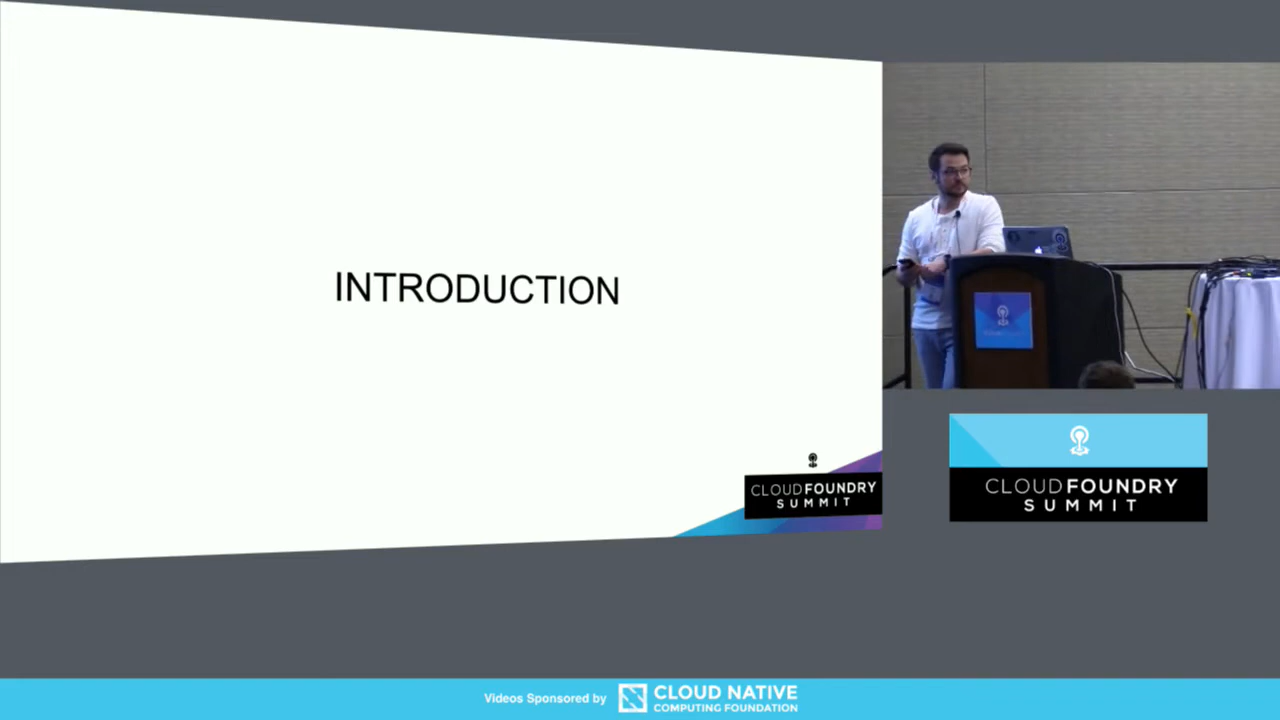 INTRODUCTION
CLOUDFOUNDRY
SUMMIT
CLOUDFOUNDRY
SUMMIT
Videos Sponsored by
CLOUD NATIVE
COMPUTING FOUNDATION